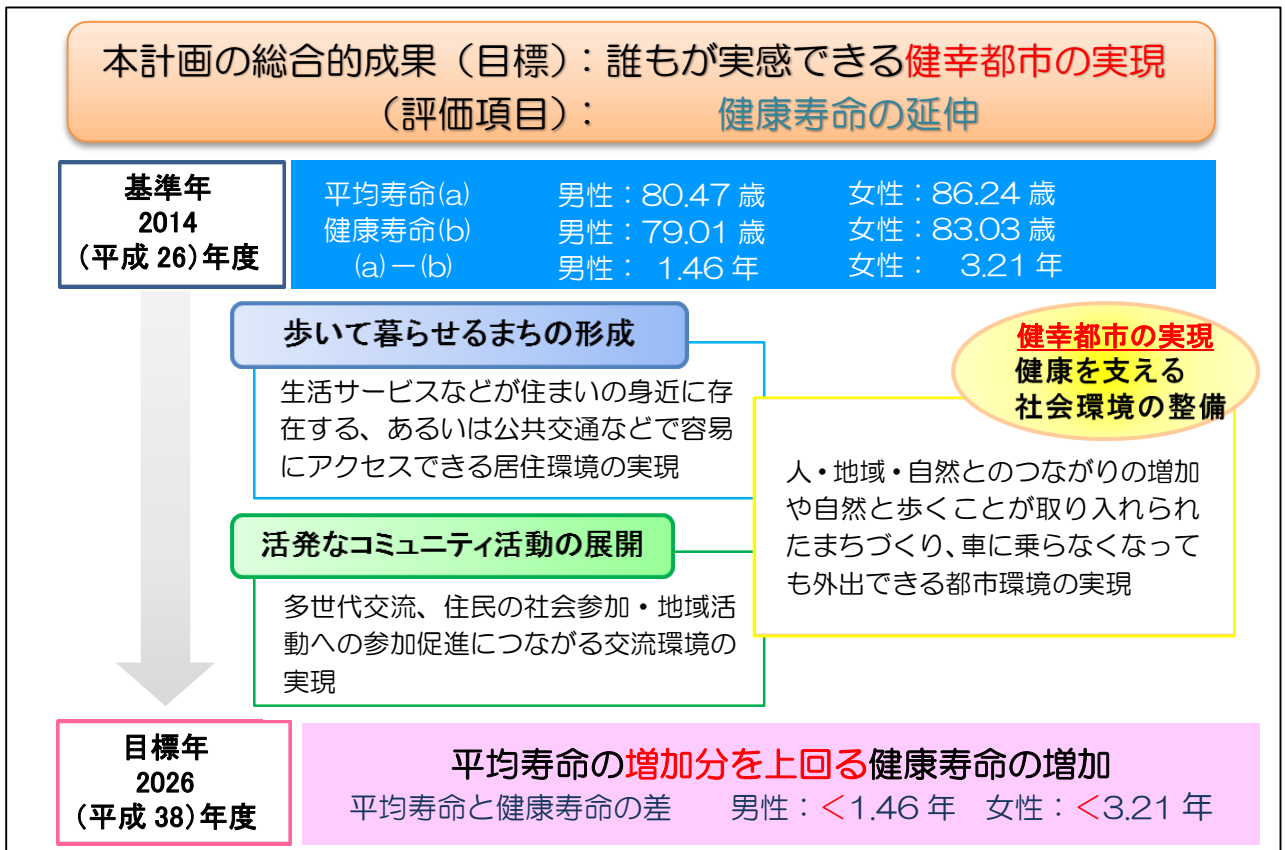 本計画の総合的成果（目標）：誰もが実感できる健幸都市の実現
（評価項目）：　健康寿命の延伸
基準年
2014
（平成 26）年度
平均寿命(a)　男性：80.47 歳　女性：86.24 歳
健康寿命(b)　男性：79.01 歳　女性：83.03 歳
(a)－(b)　男性： 1.46 年　女性： 3.21 年
歩いて暮らせるまちの形成
生活サービスなどが住まいの身近に存
在する、あるいは公共交通などで容易
にアクセスできる居住環境の実現
活発なコミュニティ活動の展開
多世代交流、住民の社会参加・地域活
動への参加促進につながる交流環境の
実現
健幸都市の実現
健康を支える
社会環境の整備
人・地域・自然とのつながりの増加
や自然と歩くことが取り入れられ
たまちづくり、車に乗らなくなって
も外出できる都市環境の実現
目標年
2026
（平成 38）年度
平均寿命の増加分を上回る健康寿命の増加
平均寿命と健康寿命の差　男性：＜1.46 年　女性：＜3.21 年